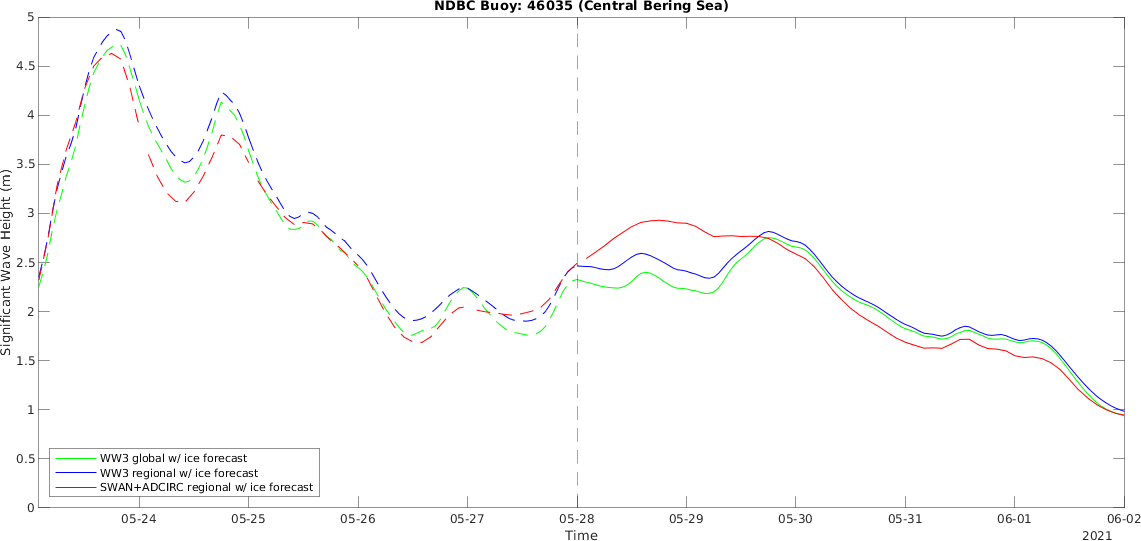 NDBC Buoy: 46035 (Central Bering Sea)
5
4.5
4
3.5
3
2.5
2
1.5
1
0.5
0
Significant Wave Height (m)
WW3 global w/ ice forecast
WW3 regional w/ ice forecast
SWAN+ADCIRC regional w/ ice forecast
05-24 05-25 05-26 05-27 05-28 05-29 05-30 05-31 06-01 06-02
Time
2021